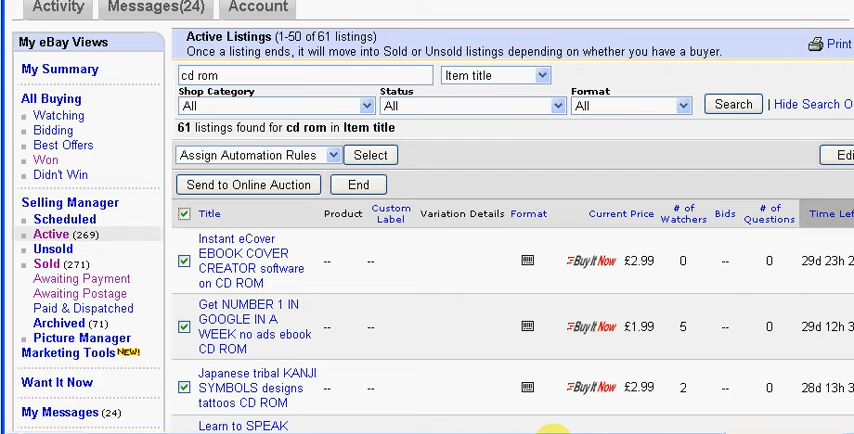 Activity Messages(24) Account
My eBay Views
My Summary
All Buying
Watching
Bidding
Best Offers
Won
Didn't Win
Selling Manager
Scheduled
Active (269)
Unsold
Sold (271)
Awaiting Payment
Awaiting Postage
Paid & Dispatched
Archived (71)
Picture Manager
Marketing Tools NEW!
Want It Now
My Messages (24)
Active Listings (1-50 of 61 listings)
Print
Once a listing ends, it will move into Sold or Unsold listings depending on whether you have a buyer.
cd rom Item title
Shop Category Status Format
All All All Search | Hide Search O
61 listings found for cd rom in Item title
Assign Automation Rules Select Edi
Send to Online Auction End
Title Product Custom Label Variation Details Format Current Price # of Watchers Bids # of Questions Time Lef
Instant eCover
EBOOK COVER
CREATOR software
on CD ROM
-- -- Buy It Now £2.99 0 -- 0 29d 23h 2
Get NUMBER 1 IN
GOOGLE IN A
WEEK no ads ebook
CD ROM
-- -- Buy It Now £1.99 5 -- 0 29d 12h 3
Japanese tribal KANJI
SYMBOLS designs
tattoos CD ROM
-- -- Buy It Now £2.99 2 -- 0 28d 13h 3
Learn to SPEAK